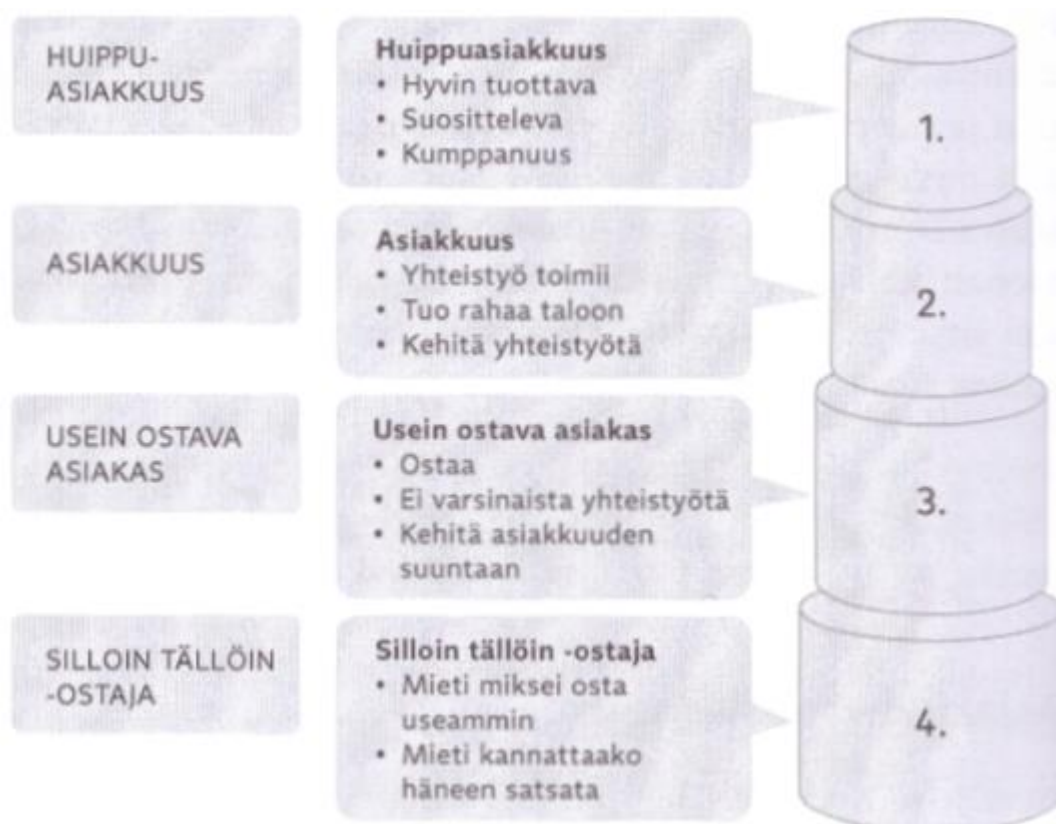 HUIPPU-
ASIAKKUUS
Huippuasiakkuus
• Hyvin tuottava
• Suositteleva
• Kumppanuus
1.
ASIAKKUUS
Asiakkuus
• Yhteistyö toimii
• Tuo rahaa taloon
• Kehitä yhteistyötä
2.
USEIN OSTAVA
ASIAKAS
Usein ostava asiakas
• Ostaa
• Ei varsinaista yhteistyötä
• Kehitä asiakkuuden
suuntaan
3.
SILLOIN TÄLLÖIN
-OSTAJA
Silloin tällöin -ostaja
• Mieti miksei osta
useammin
• Mieti kannattaako
häneen satsata
4.